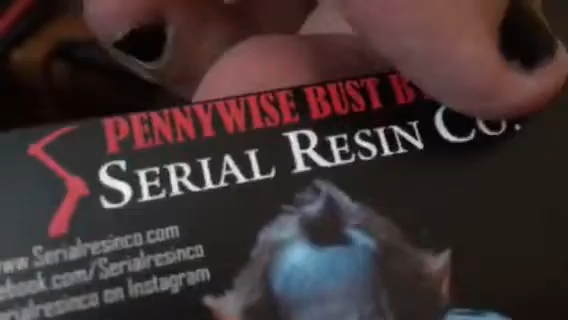 PENNYWISE BUST
SERIAL RESIN CO.
www.Serialresinco.com
facebook.com/Serialresinco
serialresinco on Instagram